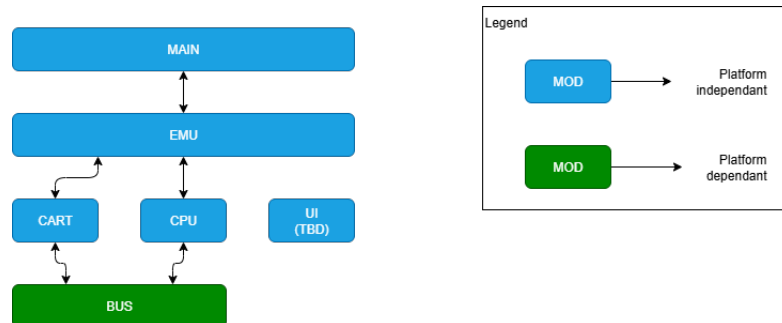 MAIN
EMU
CART
CPU
UI
(TBD)
BUS
Legend
MOD
Platform
independant
MOD
Platform
dependant